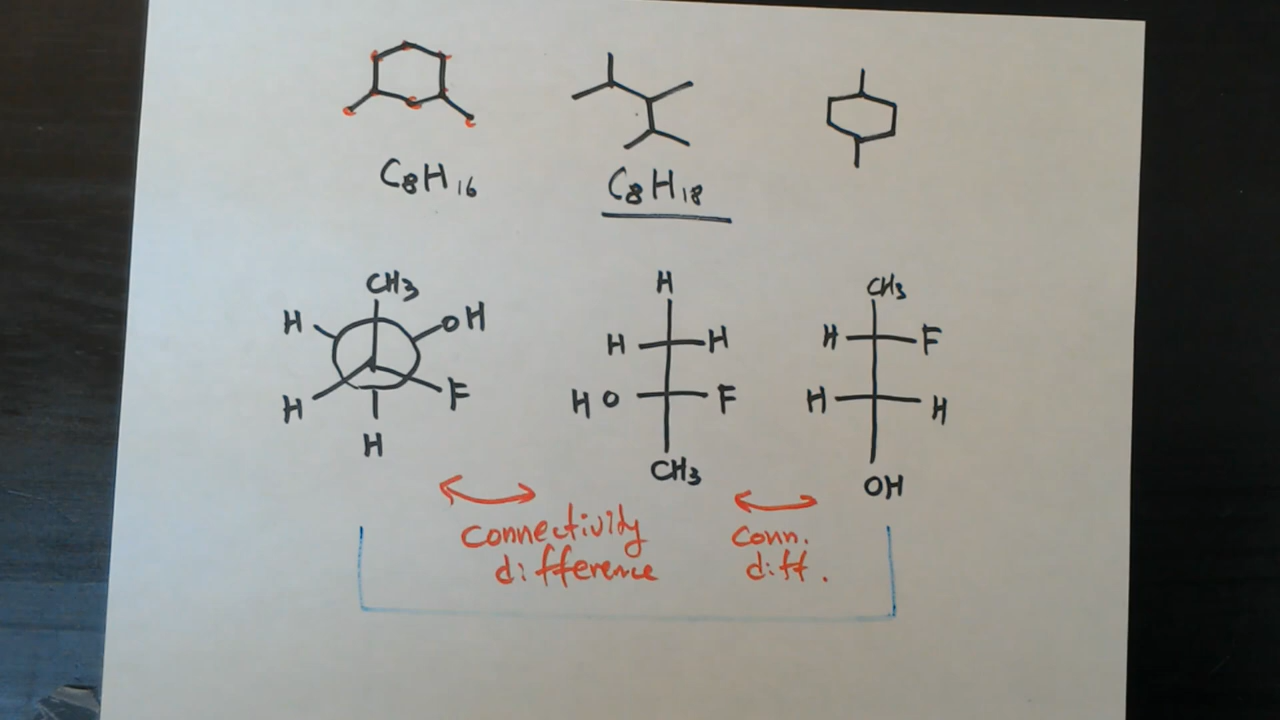 C8H16
C8H18
CH3
H OH
H F
H
H
H H
HO F
CH3
CH3
H F
H H
OH
Connectivity
difference
Conn.
diff.